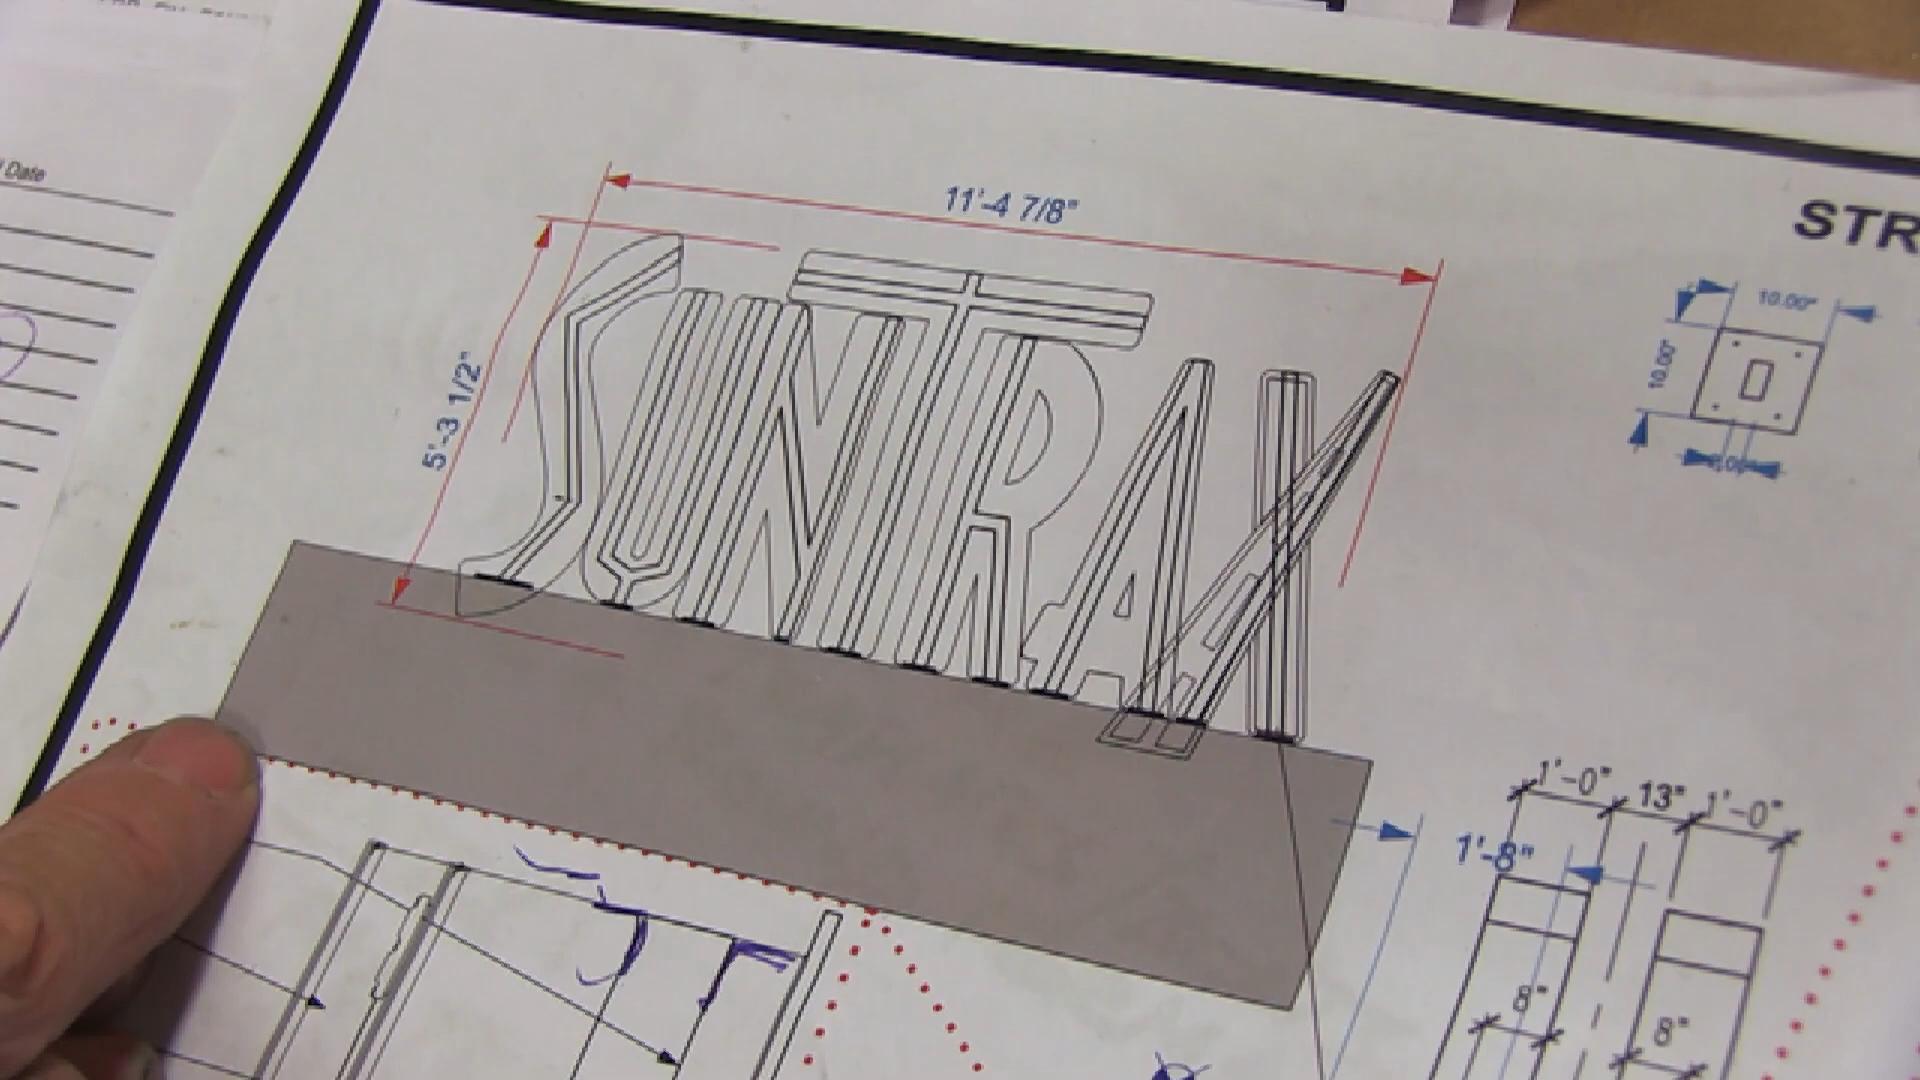 Date
11'-4 7/8"
STR
10.00"
5'-3 1/2"
10.00"
SUNTRAX
1'-0" 13" 1'-0"
1'-8"
8"
8"